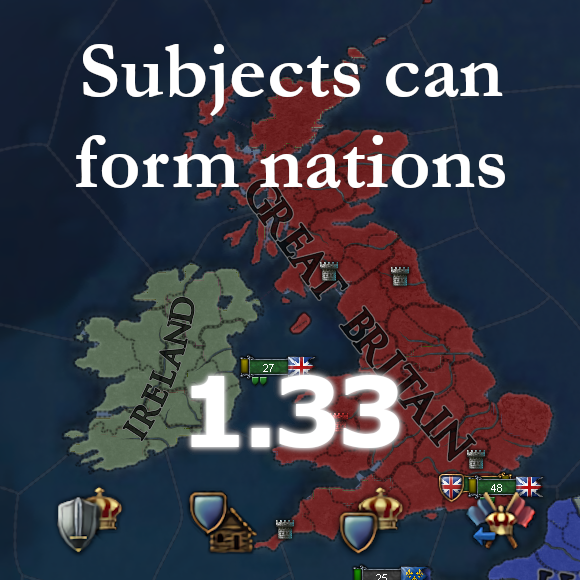 Subjects can
form nations
GREAT BRITAIN
IRELAND
27
1.33
48
25